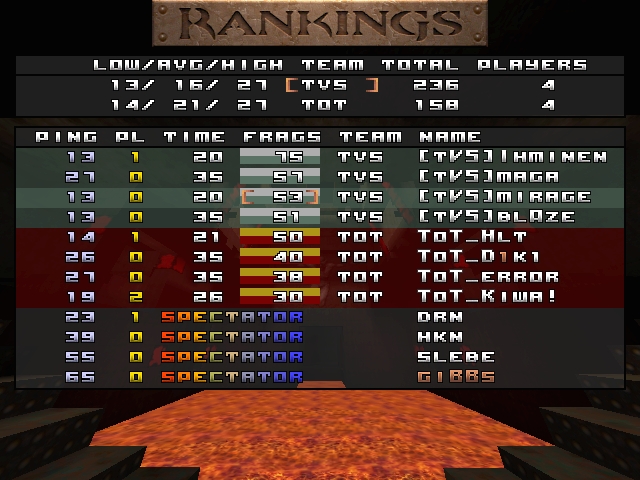 RANKINGS
LOW/AVG/HIGH TEAM TOTAL PLAYERS
13/ 16/ 27 [TVS ] 236 4
14/ 21/ 27 TOT 158 4
PING PL TIME FRAGS TEAM NAME
13 1 20 75 TVS [TVS]IHMINEN
27 0 35 57 TVS [TVS]MAGA
13 0 20 [ 53 ] TVS [TVS]MIRAGE
13 0 35 51 TVS [TVS]BLAZE
14 1 21 50 TOT TOT_HLT
26 0 35 40 TOT TOT_D1K1
27 0 35 38 TOT TOT_ERROR
19 2 26 30 TOT TOT_KIWA!
23 1 SPECTATOR DRN
39 0 SPECTATOR HKN
55 0 SPECTATOR SLEBE
65 0 SPECTATOR GIBBS